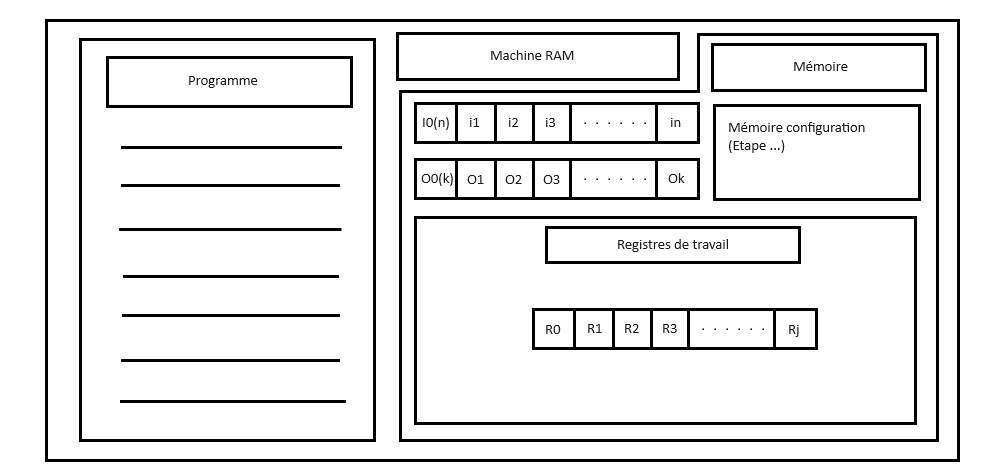 Programme
Machine RAM
Mémoire
I0(n) i1 i2 i3 . . . . . . in
O0(k) O1 O2 O3 . . . . . . Ok
Mémoire configuration
(Etape ...)
Registres de travail
R0 R1 R2 R3 . . . . . . Rj